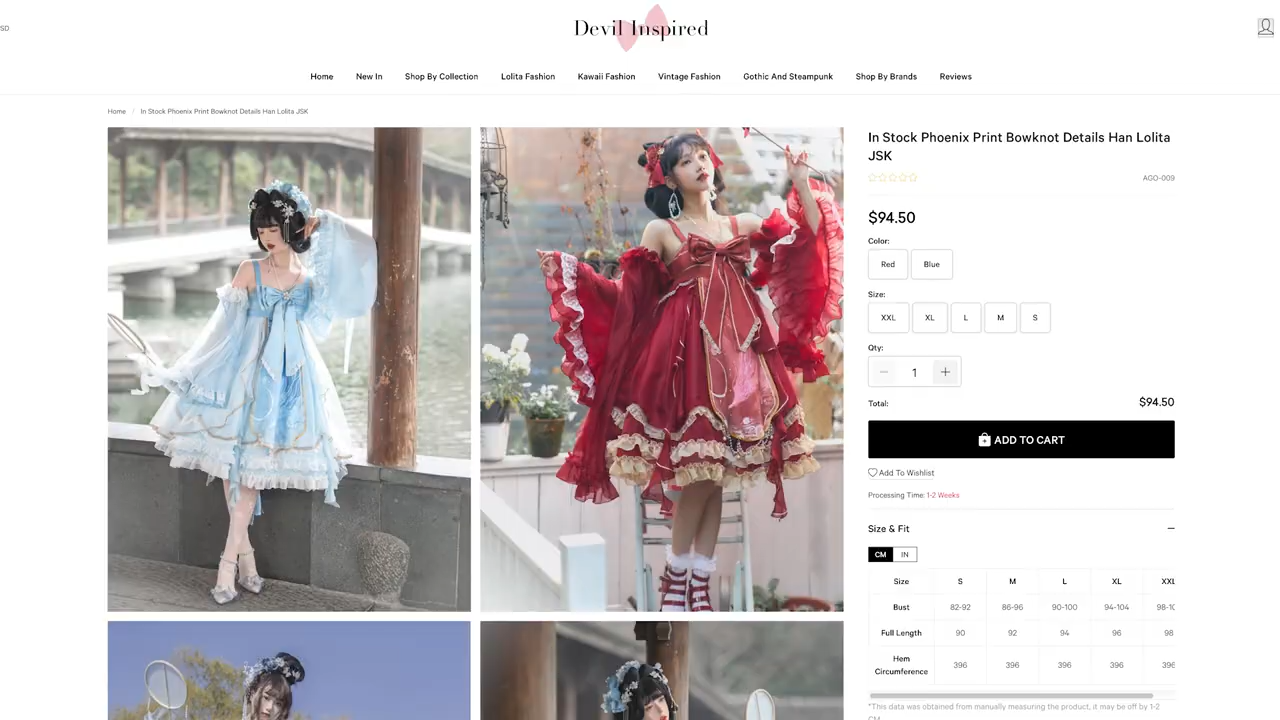 SD
Devil Inspired
Home
New In
Shop By Collection
Lolita Fashion
Kawaii Fashion
Vintage Fashion
Gothic And Steampunk
Shop By Brands
Reviews
Home / In Stock Phoenix Print Bowknot Details Han Lolita JSK
In Stock Phoenix Print Bowknot Details Han Lolita
JSK
AGO-009
$94.50
Color:
Red Blue
Size:
XXL XL L M S
Qty:
1
Total: $94.50
ADD TO CART
Add To Wishlist
Processing Time: 1-2 Weeks
Size & Fit
CM IN
Size S M L XL XXL
Bust 82-92 86-96 90-100 94-104 98-10
Full Length 90 92 94 96 98
Hem
Circumference 396 396 396 396 396
*This data was obtained from manually measuring the product, it may be off by 1-2
CM